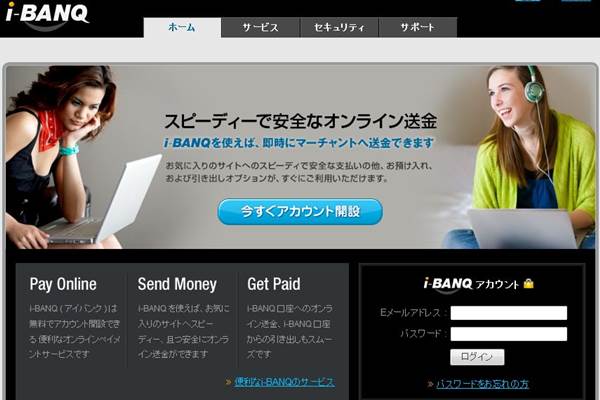 i-BANQ
ホーム
サービス
セキュリティ
サポート
スピーディーで安全なオンライン送金
i-BANQを使えば、即時にマーチャントへ送金できます
お気に入りのサイトへのスピーディで安全な支払いの他、お預け入れ、
および引き出しオプションが、すぐにご利用いただけます。
今すぐアカウント開設
Pay Online
i-BANQ ( アイバンク ) は
無料でアカウント開設でき
る 便利なオンラインペイメ
ントサービスです
Send Money
i-BANQ を使えば、お気に
入りのサイトへスピー
ディー、且つ安全にオンラ
イン送金ができます
Get Paid
i-BANQ 口座へのオンライ
ン送金、i-BANQ 口座
からの引き出しもスムー
ズです
» 便利なi-BANQのサービス
i-BANQ アカウント
Eメールアドレス :
パスワード :
ログイン
» パスワードをお忘れの方